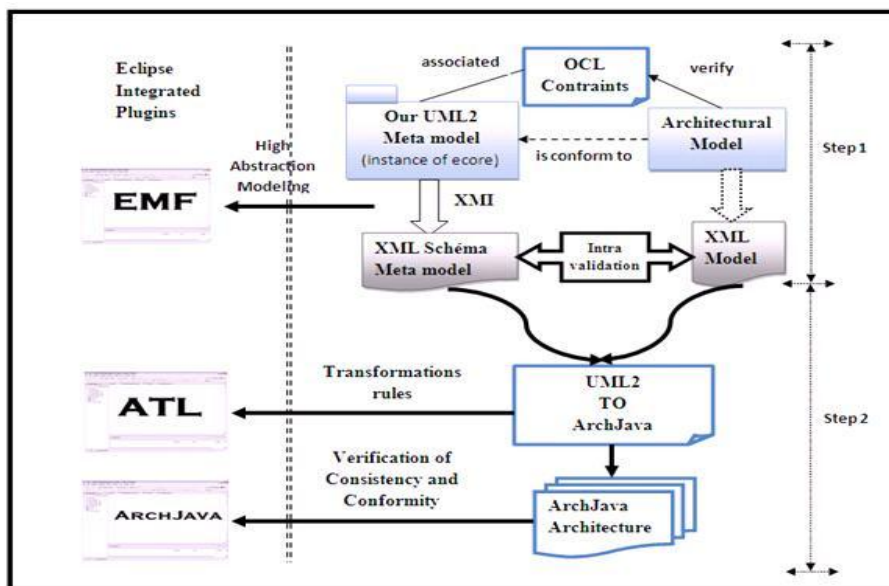 Eclipse
Integrated
Plugins
associated
OCL
Contraints
verify
Our UML2
Meta model
(instance of ecore)
Architectural
Model
is conform to
Step 1
High
Abstraction
Modeling
EMF
XMI
XML Schéma
Meta model
Intra
validation
XML
Model
Transformations
rules
ATL
UML2
TO
ArchJava
Step 2
Verification of
Consistency and
Conformity
ARCHJAVA
ArchJava
Architecture